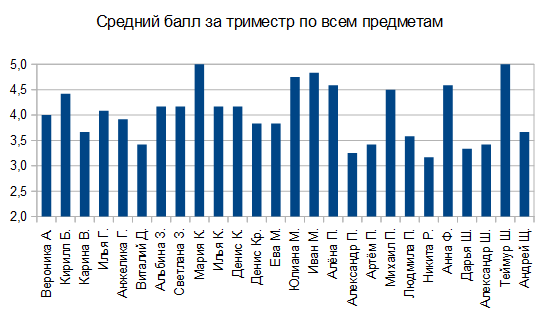 Средний балл за триместр по всем предметам
5,0
4,5
4,0
3,5
3,0
2,5
2,0
Вероника А.
Кирилл Б.
Карина В.
Илья Г.
Анжелика Г.
Виталий Д.
Альбина З.
Светлана З.
Мария К.
Илья К.
Денис К.
Денис Кр.
Ева М.
Юлиана М.
Иван М.
Алёна П.
Александр П.
Артём П.
Михаил П.
Людмила П.
Никита Р.
Анна Ф.
Дарья Ш.
Александр Ш.
Теймур Ш.
Андрей Щ.